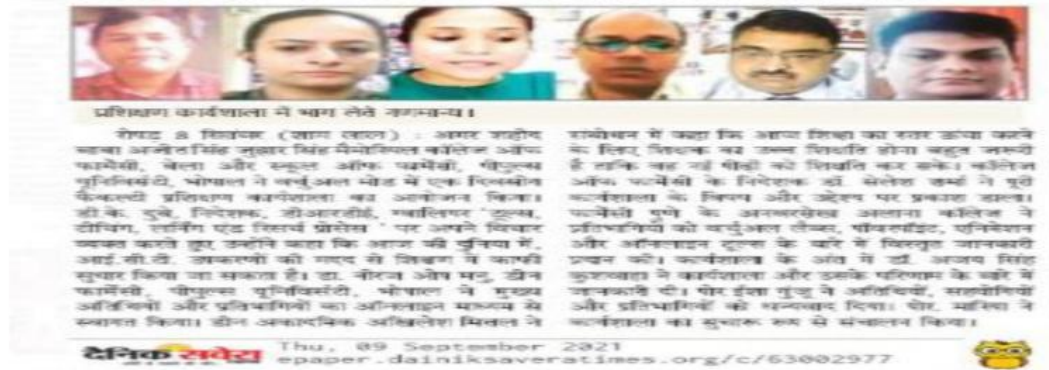 प्रशिक्षण कार्यशाला में भाग लेते गणमान्य।
रोपड़ 8 सितंबर (शाम लाल) : अमर शहीद
बाबा अजीत सिंह जुझार सिंह मैमोरियल कॉलेज ऑफ
फार्मेसी, बेला और स्कूल ऑफ फार्मेसी, पीपुल्स
यूनिवर्सिटी, भोपाल ने वर्चुअल मोड में एक दिवसीय
फैकल्टी प्रशिक्षण कार्यशाला का आयोजन किया।
डी.के. दुबे, निदेशक, डीआरडीई, ग्वालियर 'टूल्स,
टीचिंग, लर्निंग एंड रिसर्च प्रोसेस ' पर अपने विचार
व्यक्त करते हुए उन्होंने कहा कि आज की दुनिया में,
आई.सी.टी. उपकरणों की मदद से शिक्षण में काफी
सुधार किया जा सकता है। डा. नीरज ओप मनु, डीन
फार्मेसी, पीपुल्स यूनिवर्सिटी, भोपाल ने मुख्य
अतिथियों और प्रतिभागियों का ऑनलाइन माध्यम से
स्वागत किया। डीन अकादमिक अखिलेश मित्तल ने
संबोधन में कहा कि आज शिक्षा का स्तर ऊंचा करने
के लिए शिक्षक का उच्च शिक्षित होना बहुत जरूरी
है ताकि वह नई पीढ़ी को शिक्षित कर सके। कॉलेज
ऑफ फार्मेसी के निदेशक डॉ. सेलेश शर्मा ने पूरी
कार्यशाला के विषय और उद्देश्य पर प्रकाश डाला।
फार्मेसी पुणे के अनवरसेख अलाना कॉलेज ने
प्रतिभागियों को वर्चुअल लैब्स, पॉवरपॉइंट, एनिमेशन
और ऑनलाइन टूल्स के बारे में विस्तृत जानकारी
प्रदान की। कार्यशाला के अंत में डॉ. अजय सिंह
कुशवाहा ने कार्यशाला और उसके परिणाम के बारे में
जानकारी दी। पीर ईशा गुंजू ने अतिथियों, सहयोगियों
और प्रतिभागियों को धन्यवाद दिया। पीर, मारिया ने
कार्यशाला का सुचारू रूप से संचालन किया।
दैनिक सवेरा Thu, 09 September 2021
epaper.dainiksaveratimes.org/c/63002977